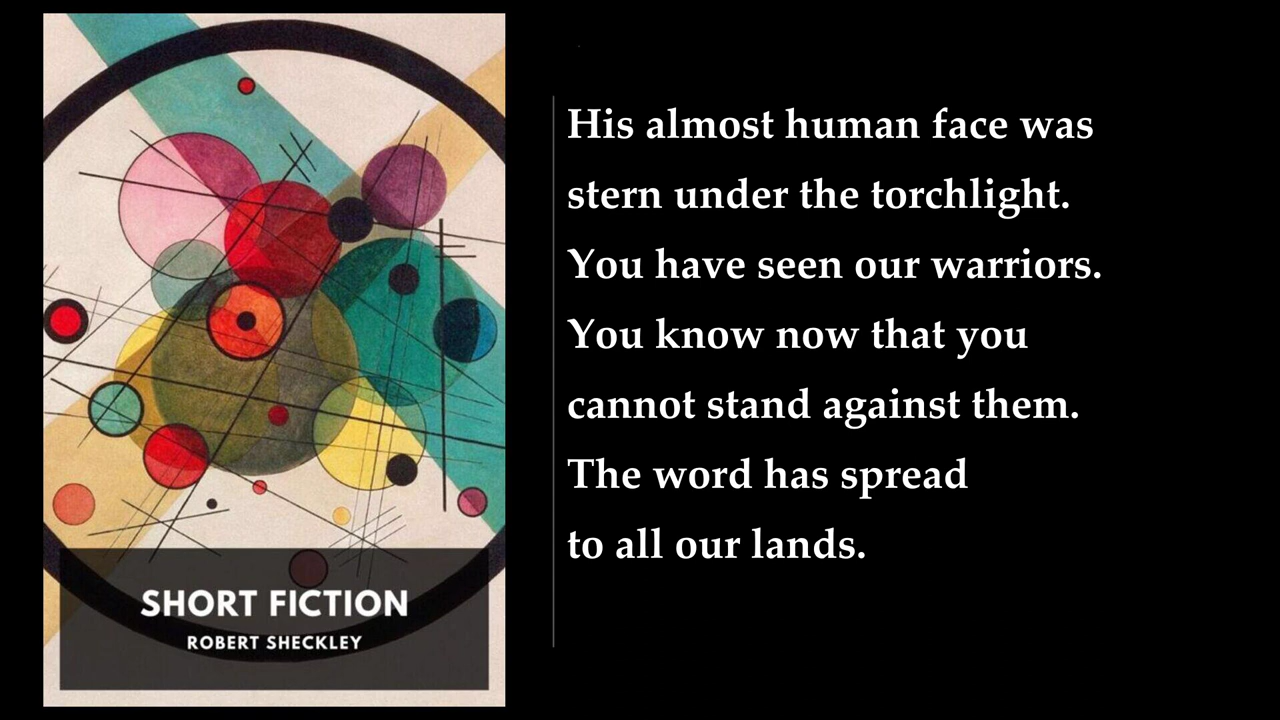 SHORT FICTION
ROBERT SHECKLEY
His almost human face was
stern under the torchlight.
You have seen our warriors.
You know now that you
cannot stand against them.
The word has spread
to all our lands.